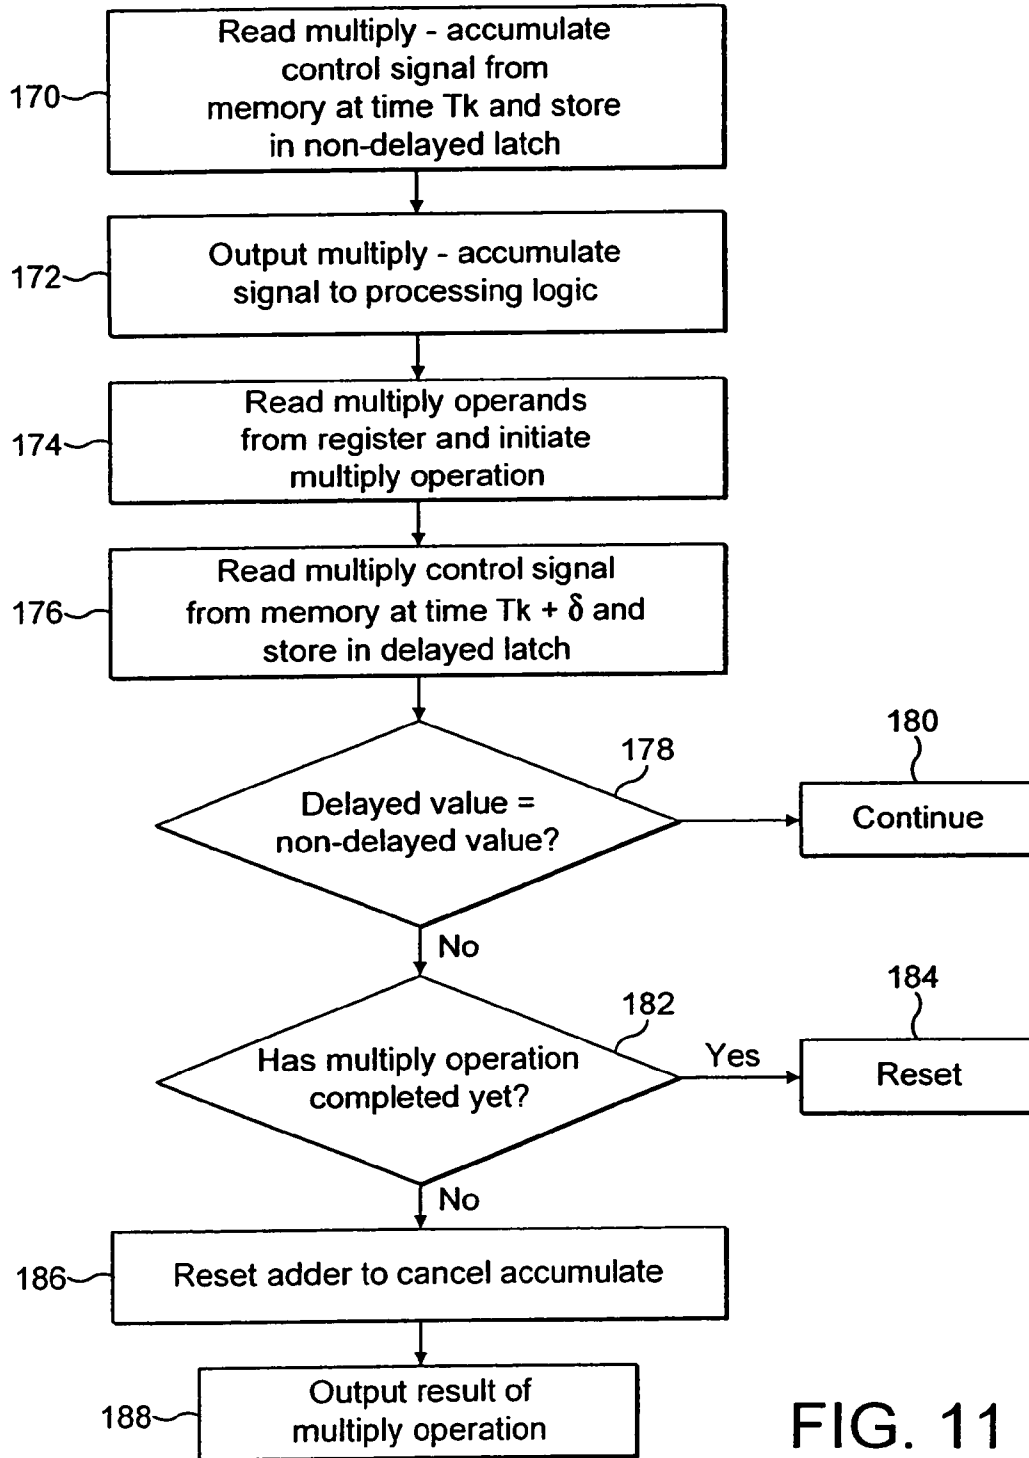 Read multiply - accumulate
control signal from
memory at time Tk and store
in non-delayed latch
170
Output multiply - accumulate
signal to processing logic
172
Read multiply operands
from register and initiate
multiply operation
174
Read multiply control signal
from memory at time Tk + δ and
store in delayed latch
176
Delayed value =
non-delayed value?
178
180
Continue
No
Has multiply operation
completed yet?
182
Yes
184
Reset
No
Reset adder to cancel accumulate
186
Output result of
multiply operation
188
FIG. 11